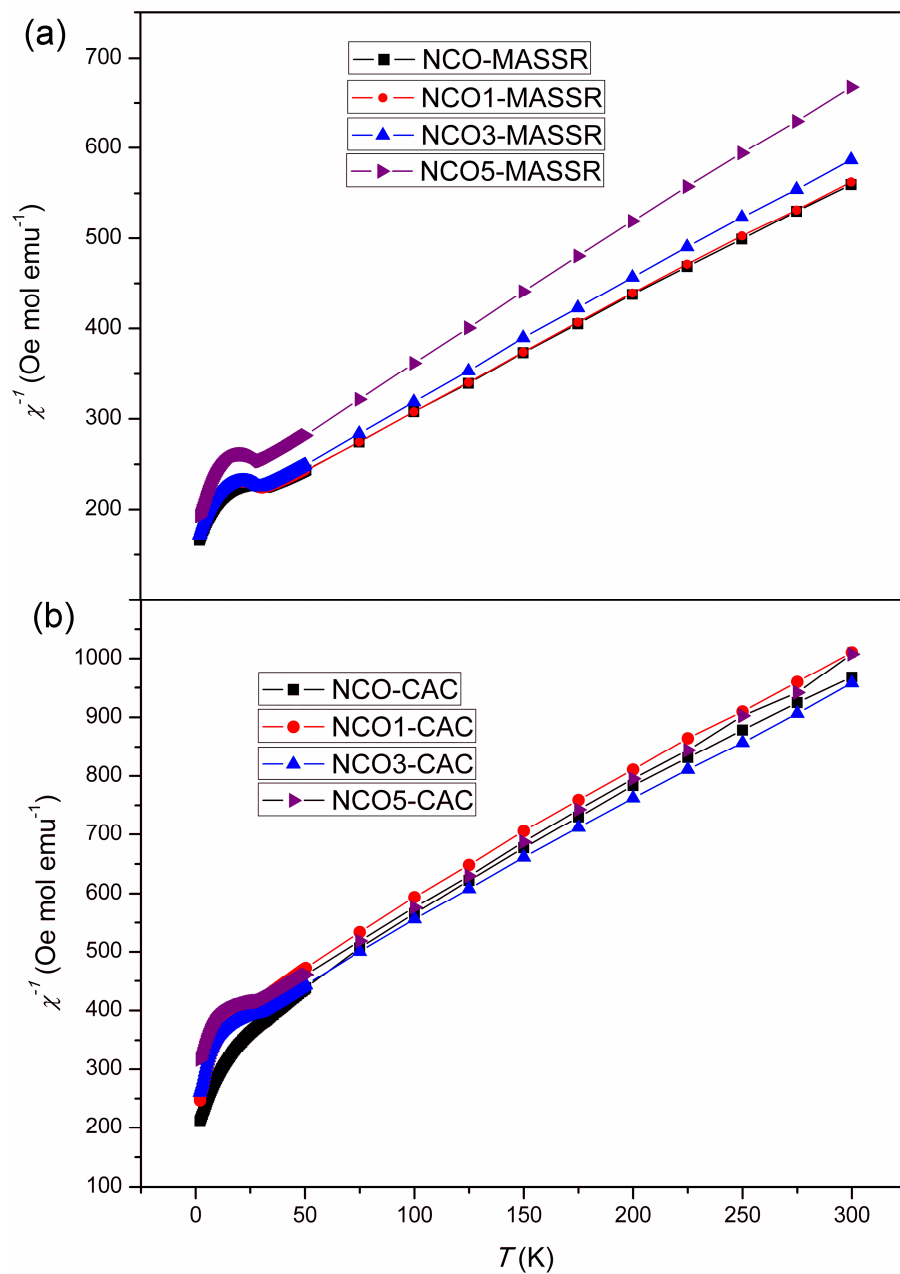 (a)
NCO-MASSR
NCO1-MASSR
NCO3-MASSR
NCO5-MASSR
700
600
500
400
300
200
χ⁻¹ (Oe mol emu⁻¹)
(b)
NCO-CAC
NCO1-CAC
NCO3-CAC
NCO5-CAC
1000
900
800
700
600
500
400
300
200
100
χ⁻¹ (Oe mol emu⁻¹)
0 50 100 150 200 250 300
T (K)